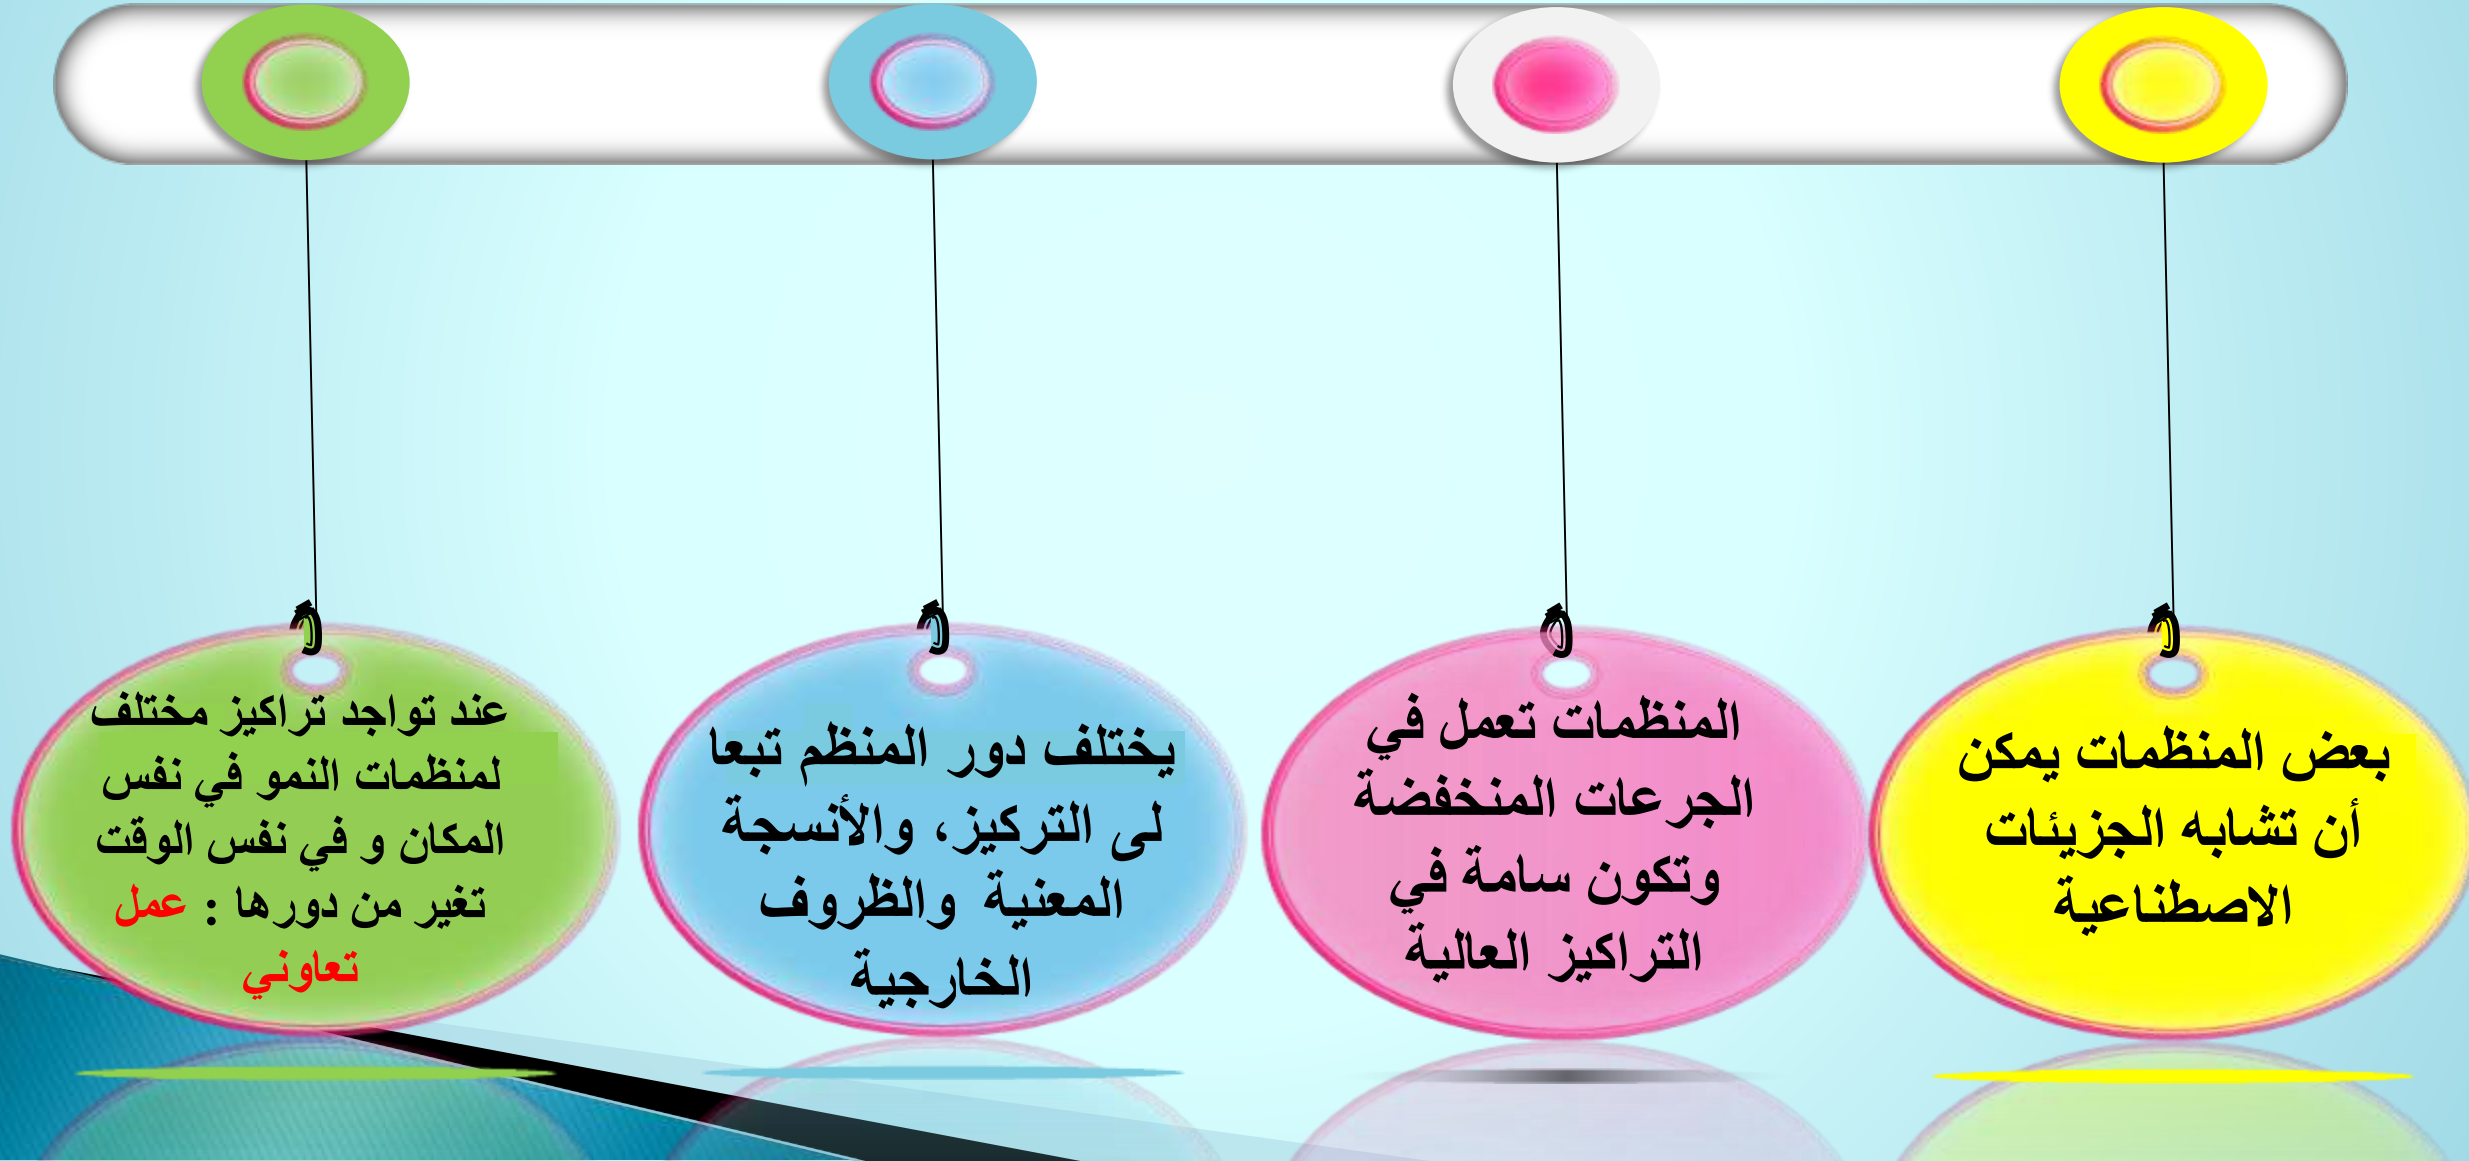 بعض المنظمات يمكن
أن تشابه الجزيئات
الاصطناعية
المنظمات تعمل في
الجرعات المنخفضة
وتكون سامة في
التراكيز العالية
يختلف دور المنظم تبعا
لى التركيز، والأنسجة
المعنية والظروف
الخارجية
عند تواجد تراكيز مختلف
لمنظمات النمو في نفس
المكان و في نفس الوقت
تغير من دورها : عمل
تعاوني